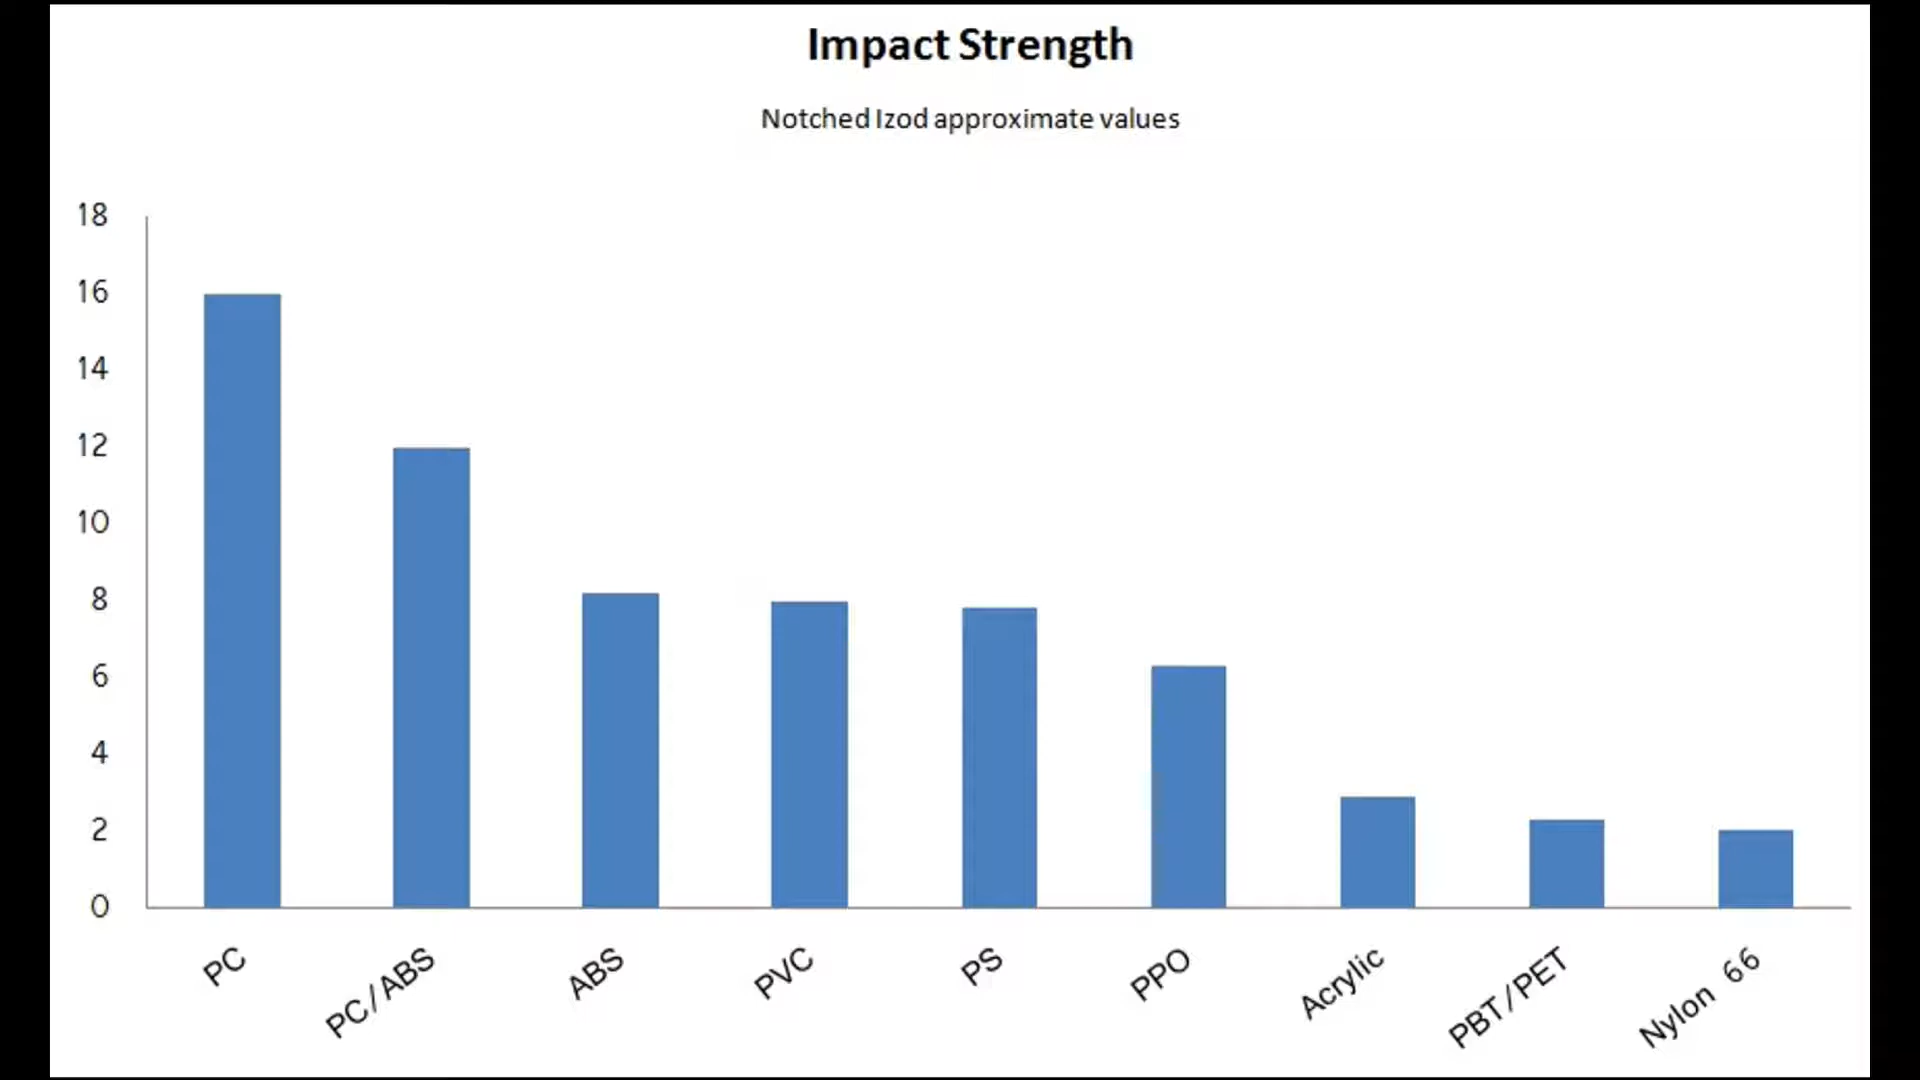 Impact Strength
Notched Izod approximate values
18
16
14
12
10
8
6
4
2
0
PC
PC/ABS
ABS
PVC
PS
PPO
Acrylic
PBT/PET
Nylon 66